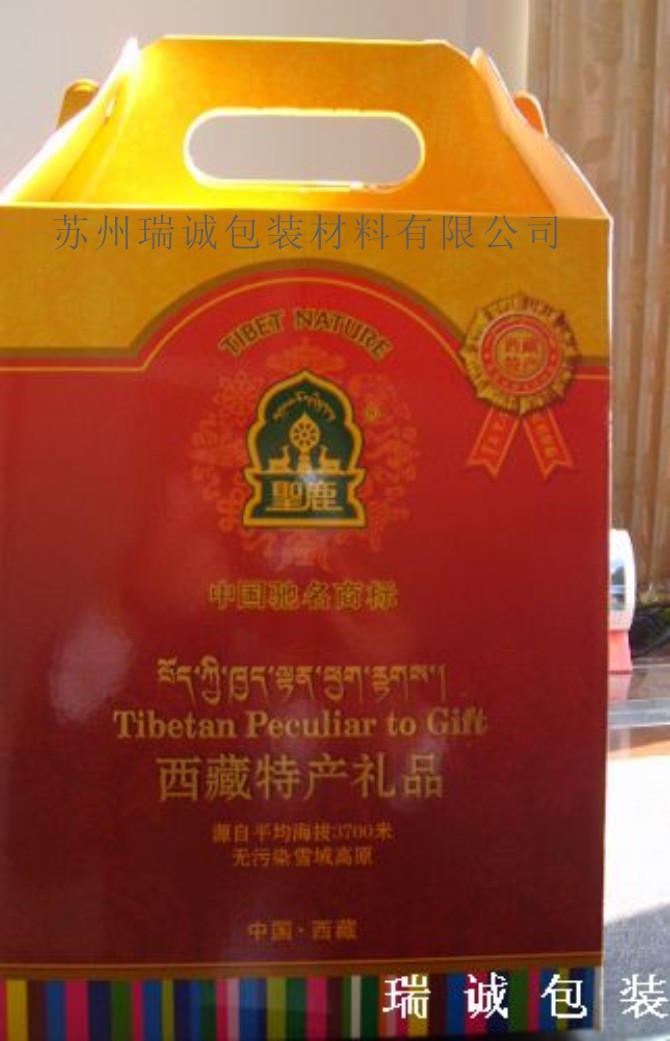 苏州瑞诚包装材料有限公司
TIBET NATURE
聖鹿
®
中国驰名商标
བོད་ཀྱི་ཁྱད་ལྡན་ཕྱག་རྟགས།
Tibetan Peculiar to Gift
西藏特产礼品
源自平均海拔3700米
无污染雪域高原
中国·西藏
瑞诚包装